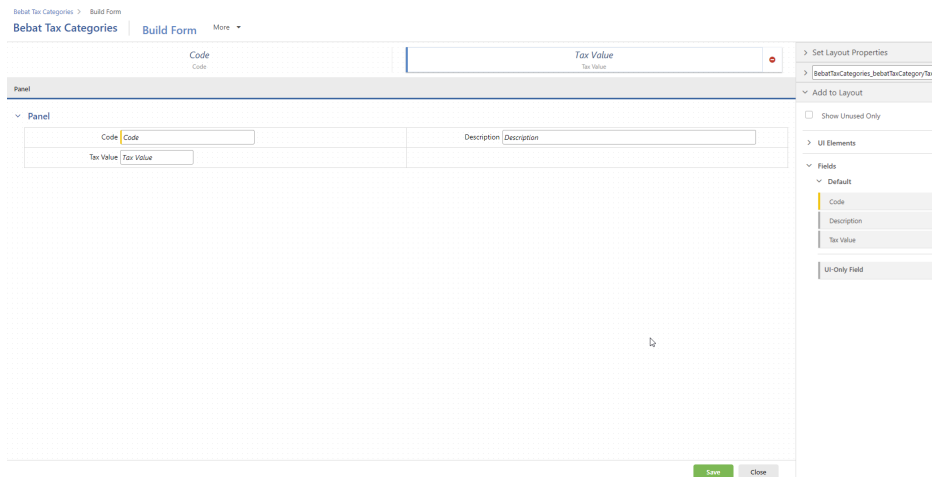 Bebat Tax Categories > Build Form
Bebat Tax Categories Build Form More
Code Tax Value
Code Tax Value
Panel
Panel
Code Code Description Description
Tax Value Tax Value
Save Close
Set Layout Properties
BebatTaxCategories_bebatTaxCategoryTax
Add to Layout
Show Unused Only
UI Elements
Fields
Default
Code
Description
Tax Value
UI-Only Field